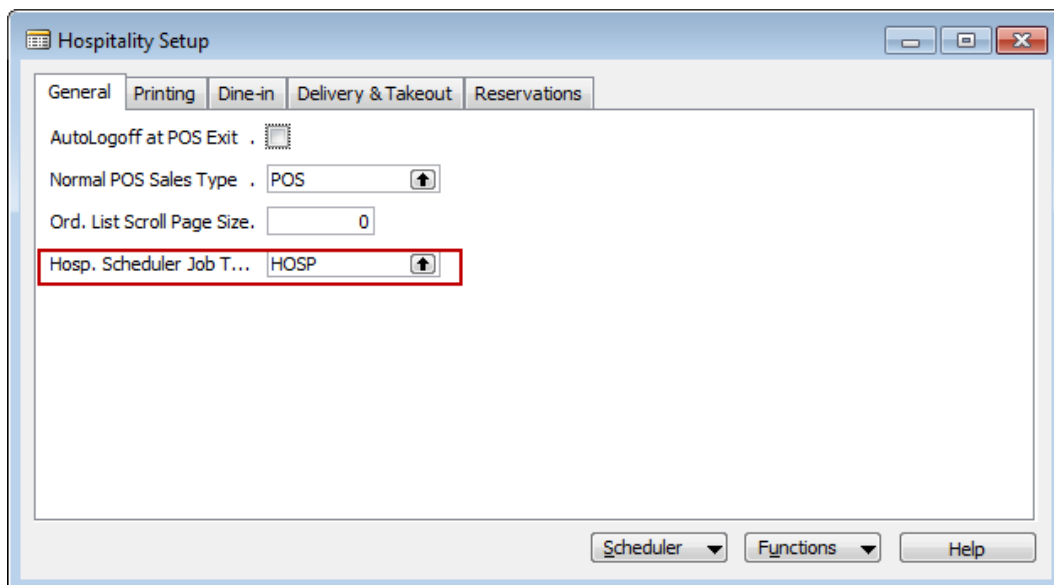 Hospitality Setup
General Printing Dine-in Delivery & Takeout Reservations
AutoLogoff at POS Exit .
Normal POS Sales Type . POS
Ord. List Scroll Page Size. 0
Hosp. Scheduler Job T... HOSP
Scheduler Functions Help